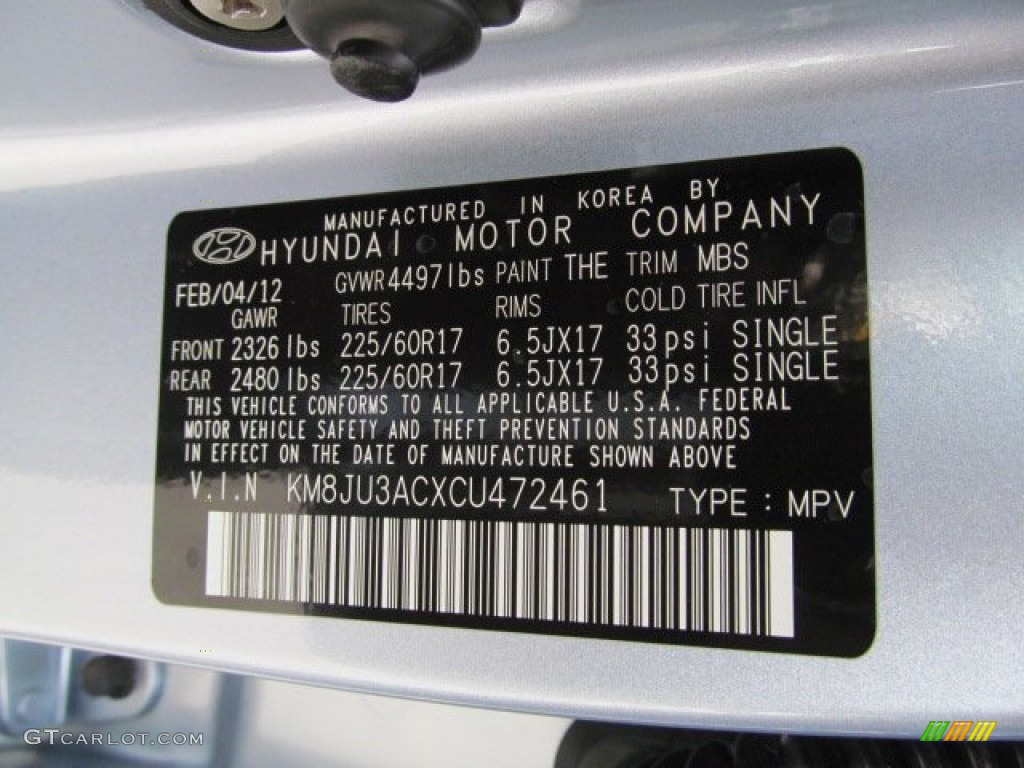 MANUFACTURED IN KOREA BY
HYUNDAI MOTOR COMPANY
FEB/04/12 GVWR 4497lbs PAINT THE TRIM MBS
GAWR TIRES RIMS COLD TIRE INFL
FRONT 2326 lbs 225/60R17 6.5JX17 33psi SINGLE
REAR 2480 lbs 225/60R17 6.5JX17 33psi SINGLE
THIS VEHICLE CONFORMS TO ALL APPLICABLE U.S.A. FEDERAL
MOTOR VEHICLE SAFETY AND THEFT PREVENTION STANDARDS
IN EFFECT ON THE DATE OF MANUFACTURE SHOWN ABOVE
V.I.N KM8JU3ACXCU472461 TYPE : MPV
GTCarLot.com